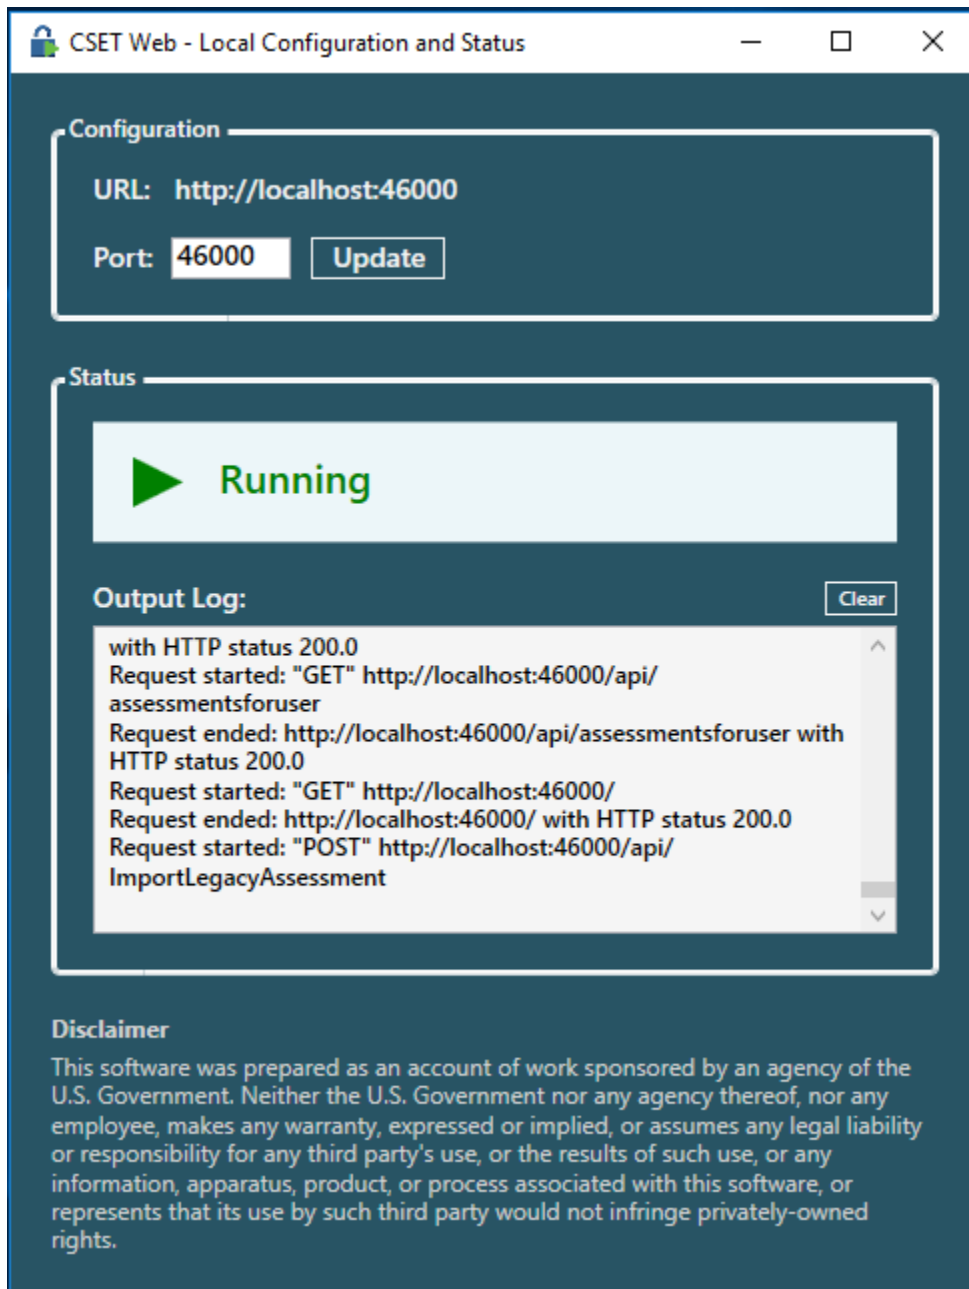 CSET Web - Local Configuration and Status
Configuration
URL: http://localhost:46000
Port: 46000 Update
Status
Running
Output Log: Clear
with HTTP status 200.0
Request started: "GET" http://localhost:46000/api/
assessmentsforuser
Request ended: http://localhost:46000/api/assessmentsforuser with
HTTP status 200.0
Request started: "GET" http://localhost:46000/
Request ended: http://localhost:46000/ with HTTP status 200.0
Request started: "POST" http://localhost:46000/api/
ImportLegacyAssessment
Disclaimer
This software was prepared as an account of work sponsored by an agency of the
U.S. Government. Neither the U.S. Government nor any agency thereof, nor any
employee, makes any warranty, expressed or implied, or assumes any legal liability
or responsibility for any third party's use, or the results of such use, or any
information, apparatus, product, or process associated with this software, or
represents that its use by such third party would not infringe privately-owned
rights.